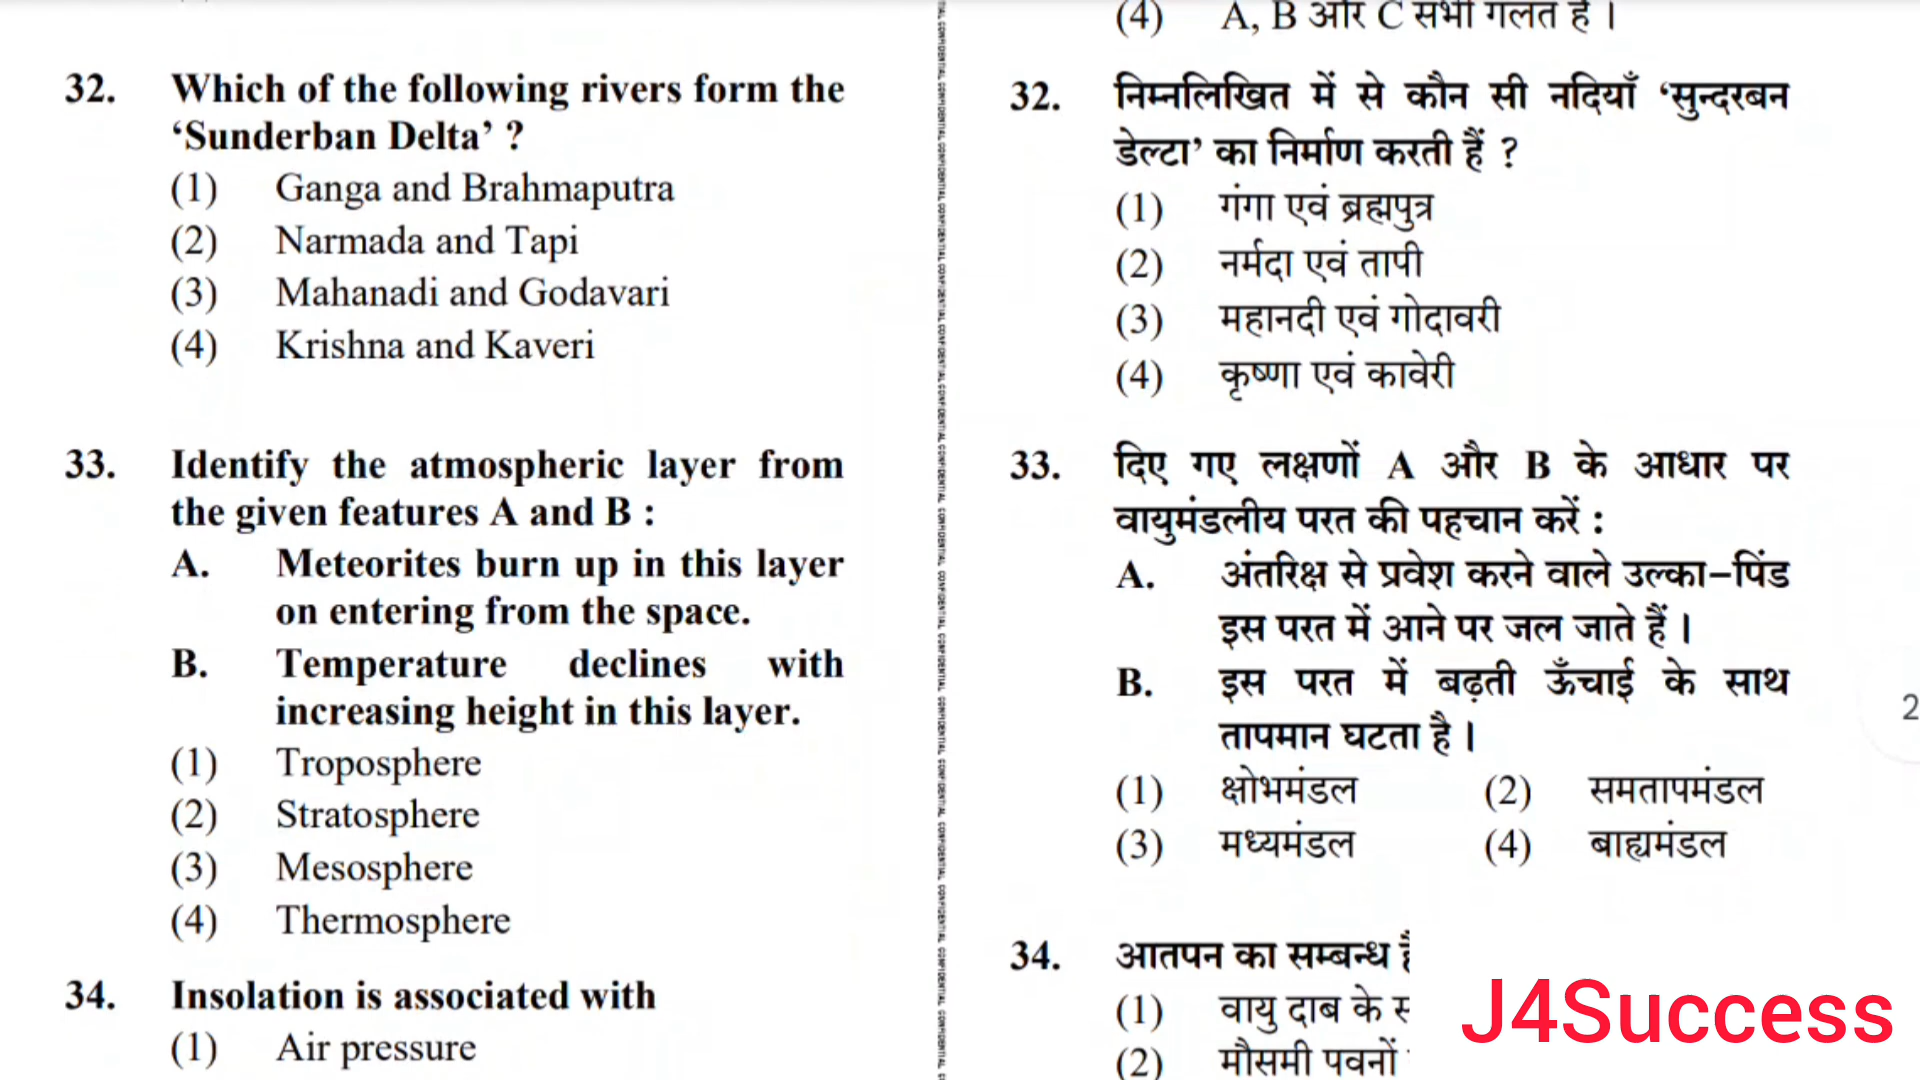 32. Which of the following rivers form the
‘Sunderban Delta’ ?
(1) Ganga and Brahmaputra
(2) Narmada and Tapi
(3) Mahanadi and Godavari
(4) Krishna and Kaveri
33. Identify the atmospheric layer from
the given features A and B :
A. Meteorites burn up in this layer
on entering from the space.
B. Temperature declines with
increasing height in this layer.
(1) Troposphere
(2) Stratosphere
(3) Mesosphere
(4) Thermosphere
34. Insolation is associated with
(1) Air pressure
(4) A, B और C सभी गलत हैं ।
32. निम्नलिखित में से कौन सी नदियाँ ‘सुन्दरबन
डेल्टा’ का निर्माण करती हैं ?
(1) गंगा एवं ब्रह्मपुत्र
(2) नर्मदा एवं तापी
(3) महानदी एवं गोदावरी
(4) कृष्णा एवं कावेरी
33. दिए गए लक्षणों A और B के आधार पर
वायुमंडलीय परत की पहचान करें :
A. अंतरिक्ष से प्रवेश करने वाले उल्का–पिंड
इस परत में आने पर जल जाते हैं ।
B. इस परत में बढ़ती ऊँचाई के साथ
तापमान घटता है ।
(1) क्षोभमंडल (2) समतापमंडल
(3) मध्यमंडल (4) बाह्यमंडल
34. आतपन का सम्बन्ध
(1) वायु दाब के
(2) मौसमी पवनों
2
J4Success